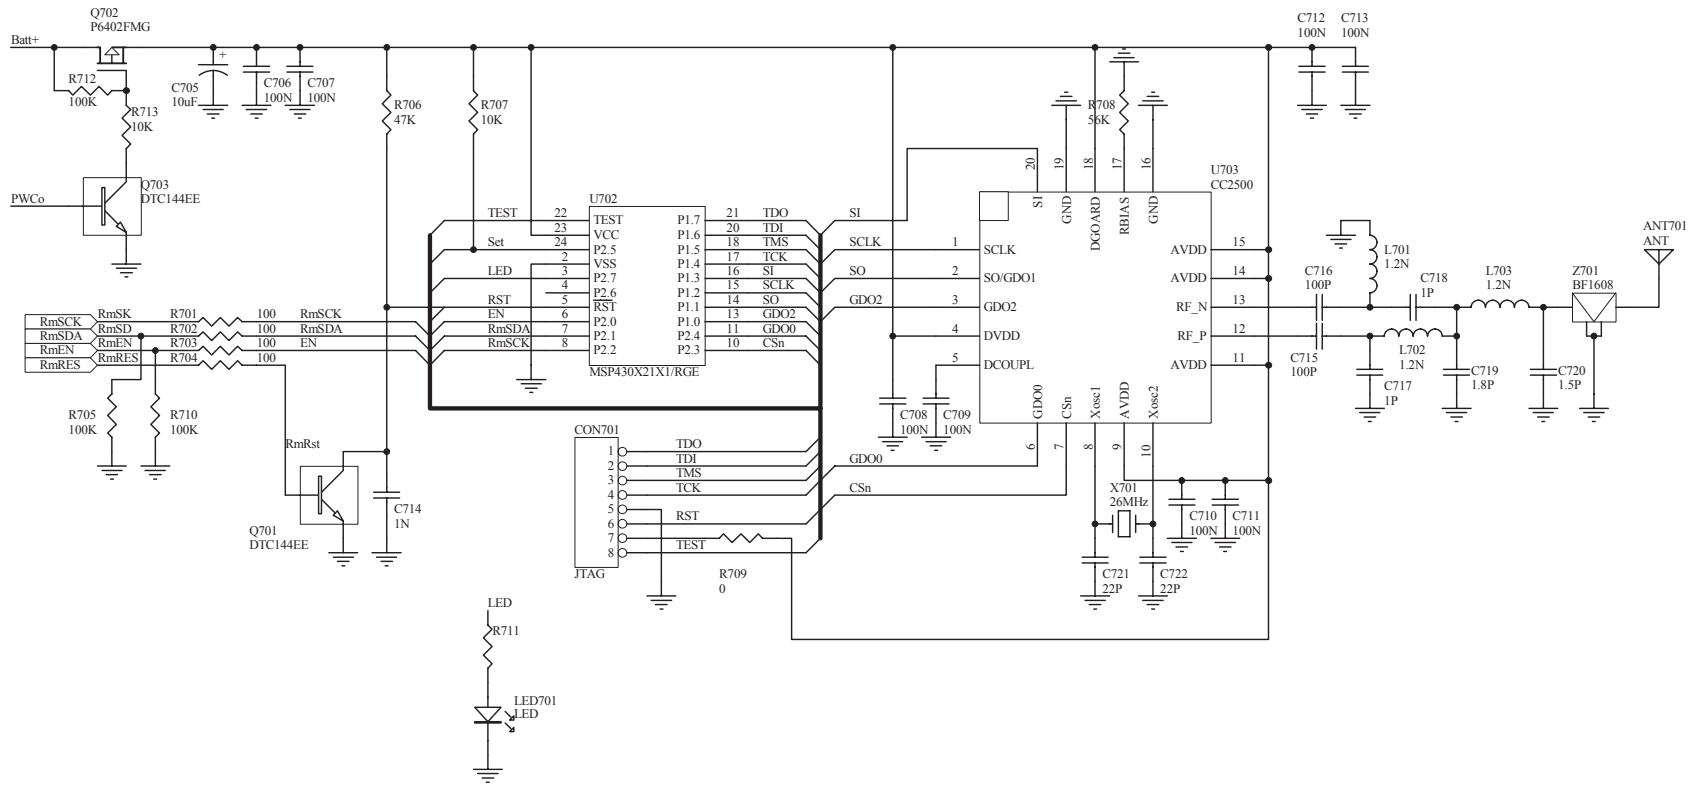 Q702
P6402FMG
Batt+
R712
100K
R713
10K
C705
10uF
+
C706
100N
C707
100N
R706
47K
R707
10K
C712
100N
C713
100N
PWCo
Q703
DTC144EE
RmSCK
RmSDA
RmEN
RmRES
RmSK
RmSD
RmEN
RmRES
R701
R702
R703
R704
100
100
100
100
RmSCK
RmSDA
EN
R705
100K
R710
100K
RmRst
Q701
DTC144EE
C714
1N
U702
TEST 22 TEST
23 VCC
Set 24 P2.5
2 VSS
LED 3 P2.7
4 P2.6
RST 5 RST
EN 6 P2.0
RmSDA 7 P2.1
RmSCK 8 P2.2
P1.7 21 TDO
P1.6 20 TDI
P1.5 18 TMS
P1.4 17 TCK
P1.3 16 SI
P1.2 15 SCLK
P1.1 14 SO
P1.0 13 GDO2
P2.4 11 GDO0
P2.3 10 CSn
MSP430X21X1/RGE
SI
SCLK
SO
GDO2
GDO0
CSn
CON701
1 TDO
2 TDI
3 TMS
4 TCK
5
6 RST
7
8 TEST
JTAG
R709
0
LED
R711
LED701
LED
R708
56K
U703
CC2500
20 SI
19 GND
18 DGOARD
17 RBIAS
16 GND
1 SCLK
2 SO/GDO1
3 GDO2
4 DVDD
5 DCOUPL
AVDD 15
AVDD 14
RF_N 13
RF_P 12
AVDD 11
GDO0 6
CSn 7
Xosc1 8
AVDD 9
Xosc2 10
C708
100N
C709
100N
X701
26MHz
C710
100N
C711
100N
C721
22P
C722
22P
C716
100P
C715
100P
L701
1.2N
C718
1P
L702
1.2N
C717
1P
L703
1.2N
C719
1.8P
C720
1.5P
Z701
BF1608
ANT701
ANT